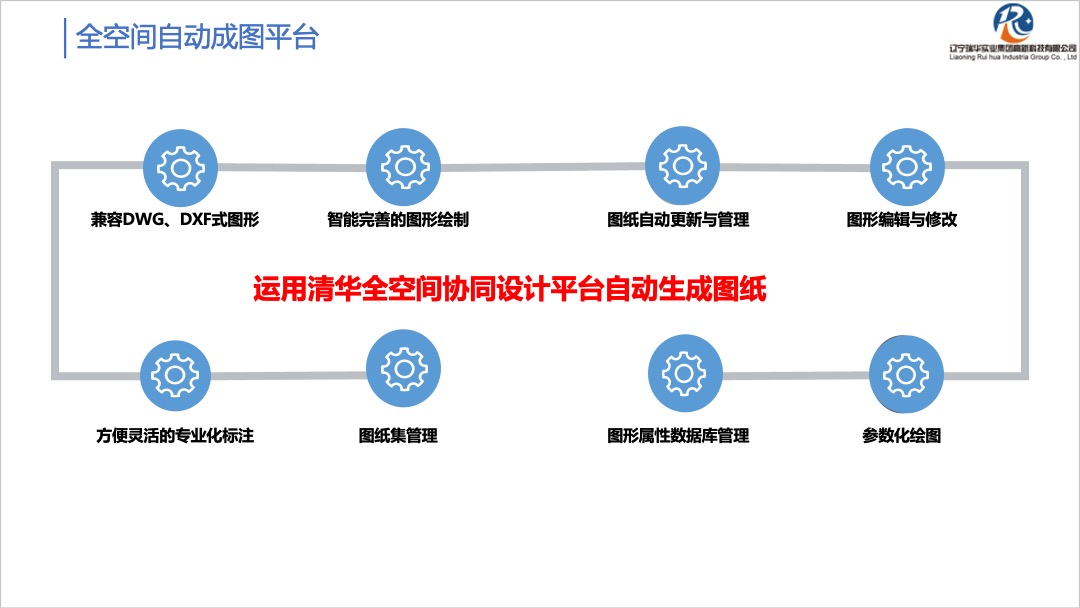 全空间自动成图平台
辽宁瑞华实业集团高新科技有限公司
Liaoning Rui hua Industria Group Co. , Ltd
兼容DWG、DXF式图形
智能完善的图形绘制
图纸自动更新与管理
图形编辑与修改
运用清华全空间协同设计平台自动生成图纸
方便灵活的专业化标注
图纸集管理
图形属性数据库管理
参数化绘图